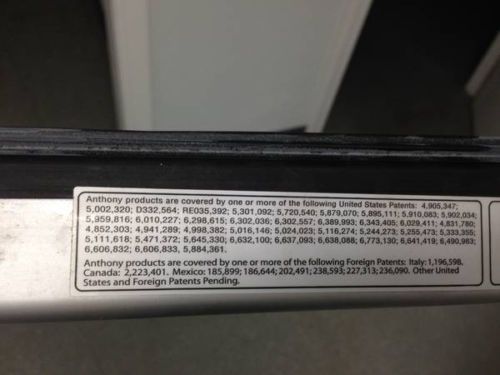 Anthony products are covered by one or more of the following United States Patents: 4,905,347;
5,002,320; D332,564; RE035,392; 5,301,092; 5,720,540; 5,879,070; 5,895,111; 5,910,083; 5,902,034;
5,959,816; 6,010,227; 6,298,615; 6,302,036; 6,302,557; 6,389,993; 6,343,405; 6,029,411; 4,831,780;
4,852,303; 4,941,289; 4,998,382; 5,016,146; 5,024,023; 5,116,274; 5,244,273; 5,255,473; 5,333,355;
5,111,618; 5,471,372; 5,645,330; 6,632,100; 6,637,093; 6,638,088; 6,773,130; 6,641,419; 6,490,983;
6,606,832; 6,606,833; 5,884,361.
Anthony products are covered by one or more of the following Foreign Patents: Italy: 1,196,598.
Canada: 2,223,401. Mexico: 185,899; 186,644; 202,491; 238,593; 227,313; 236,090. Other United
States and Foreign Patents Pending.